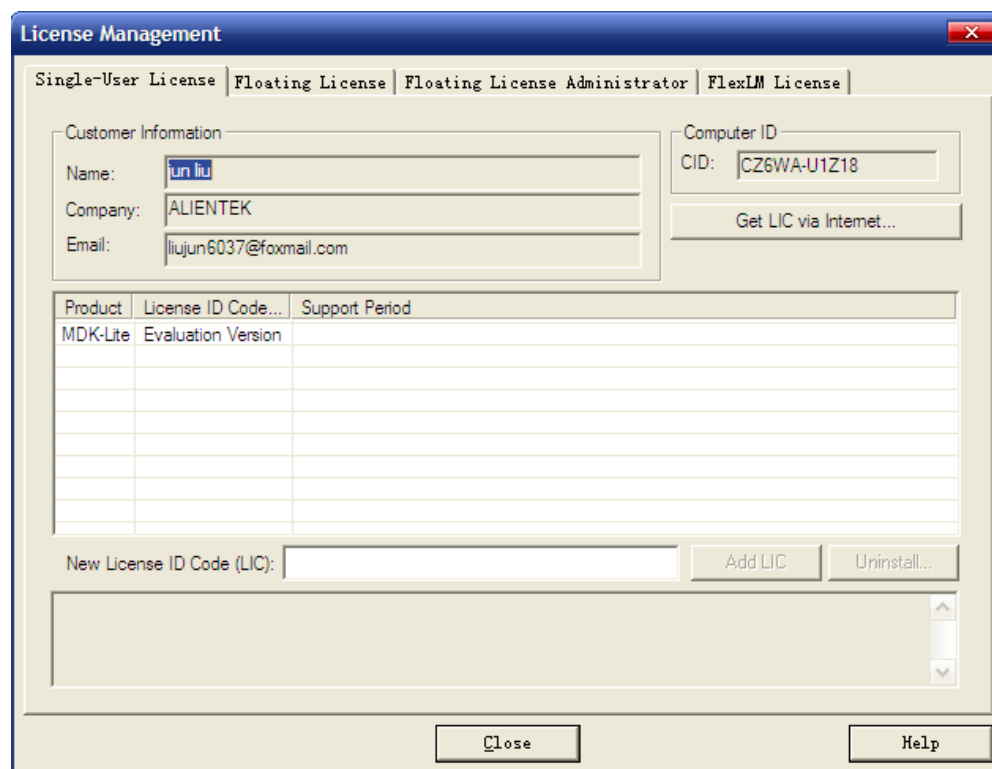 License Management
Single-User License Floating License Floating License Administrator FlexLM License
Customer Information
Name: jun liu
Company: ALIENTEK
Email: liujun6037@foxmail.com
Computer ID
CID: CZ6WA-U1Z18
Get LIC via Internet...
Product License ID Code... Support Period
MDK-Lite Evaluation Version
New License ID Code (LIC): Add LIC Uninstall...
Close Help